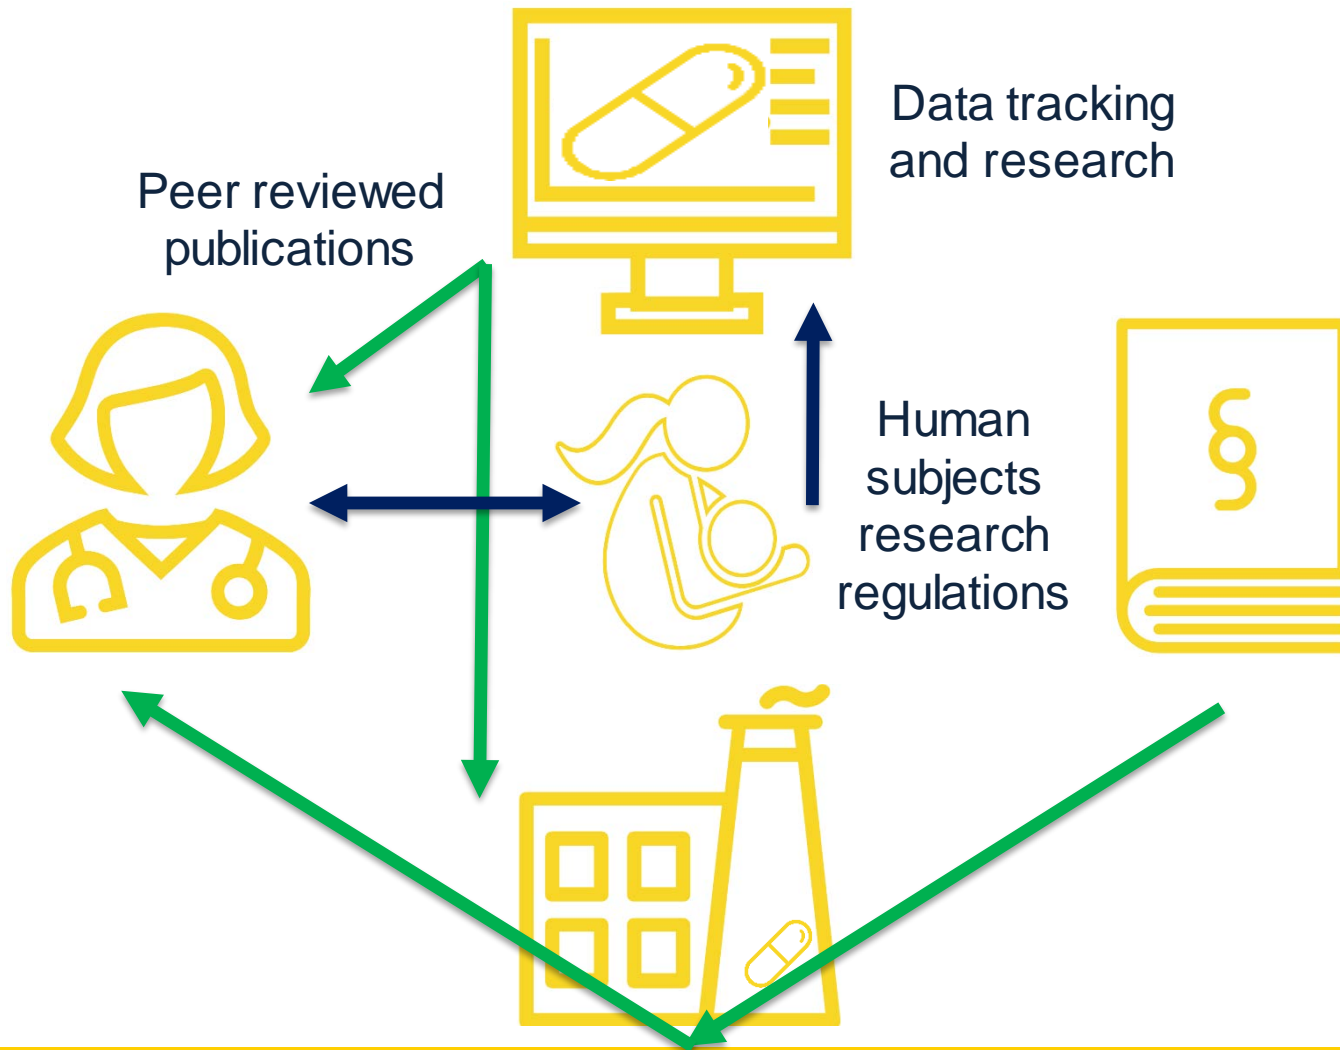 Data tracking
and research
Peer reviewed
publications
Human
subjects
research
regulations
§